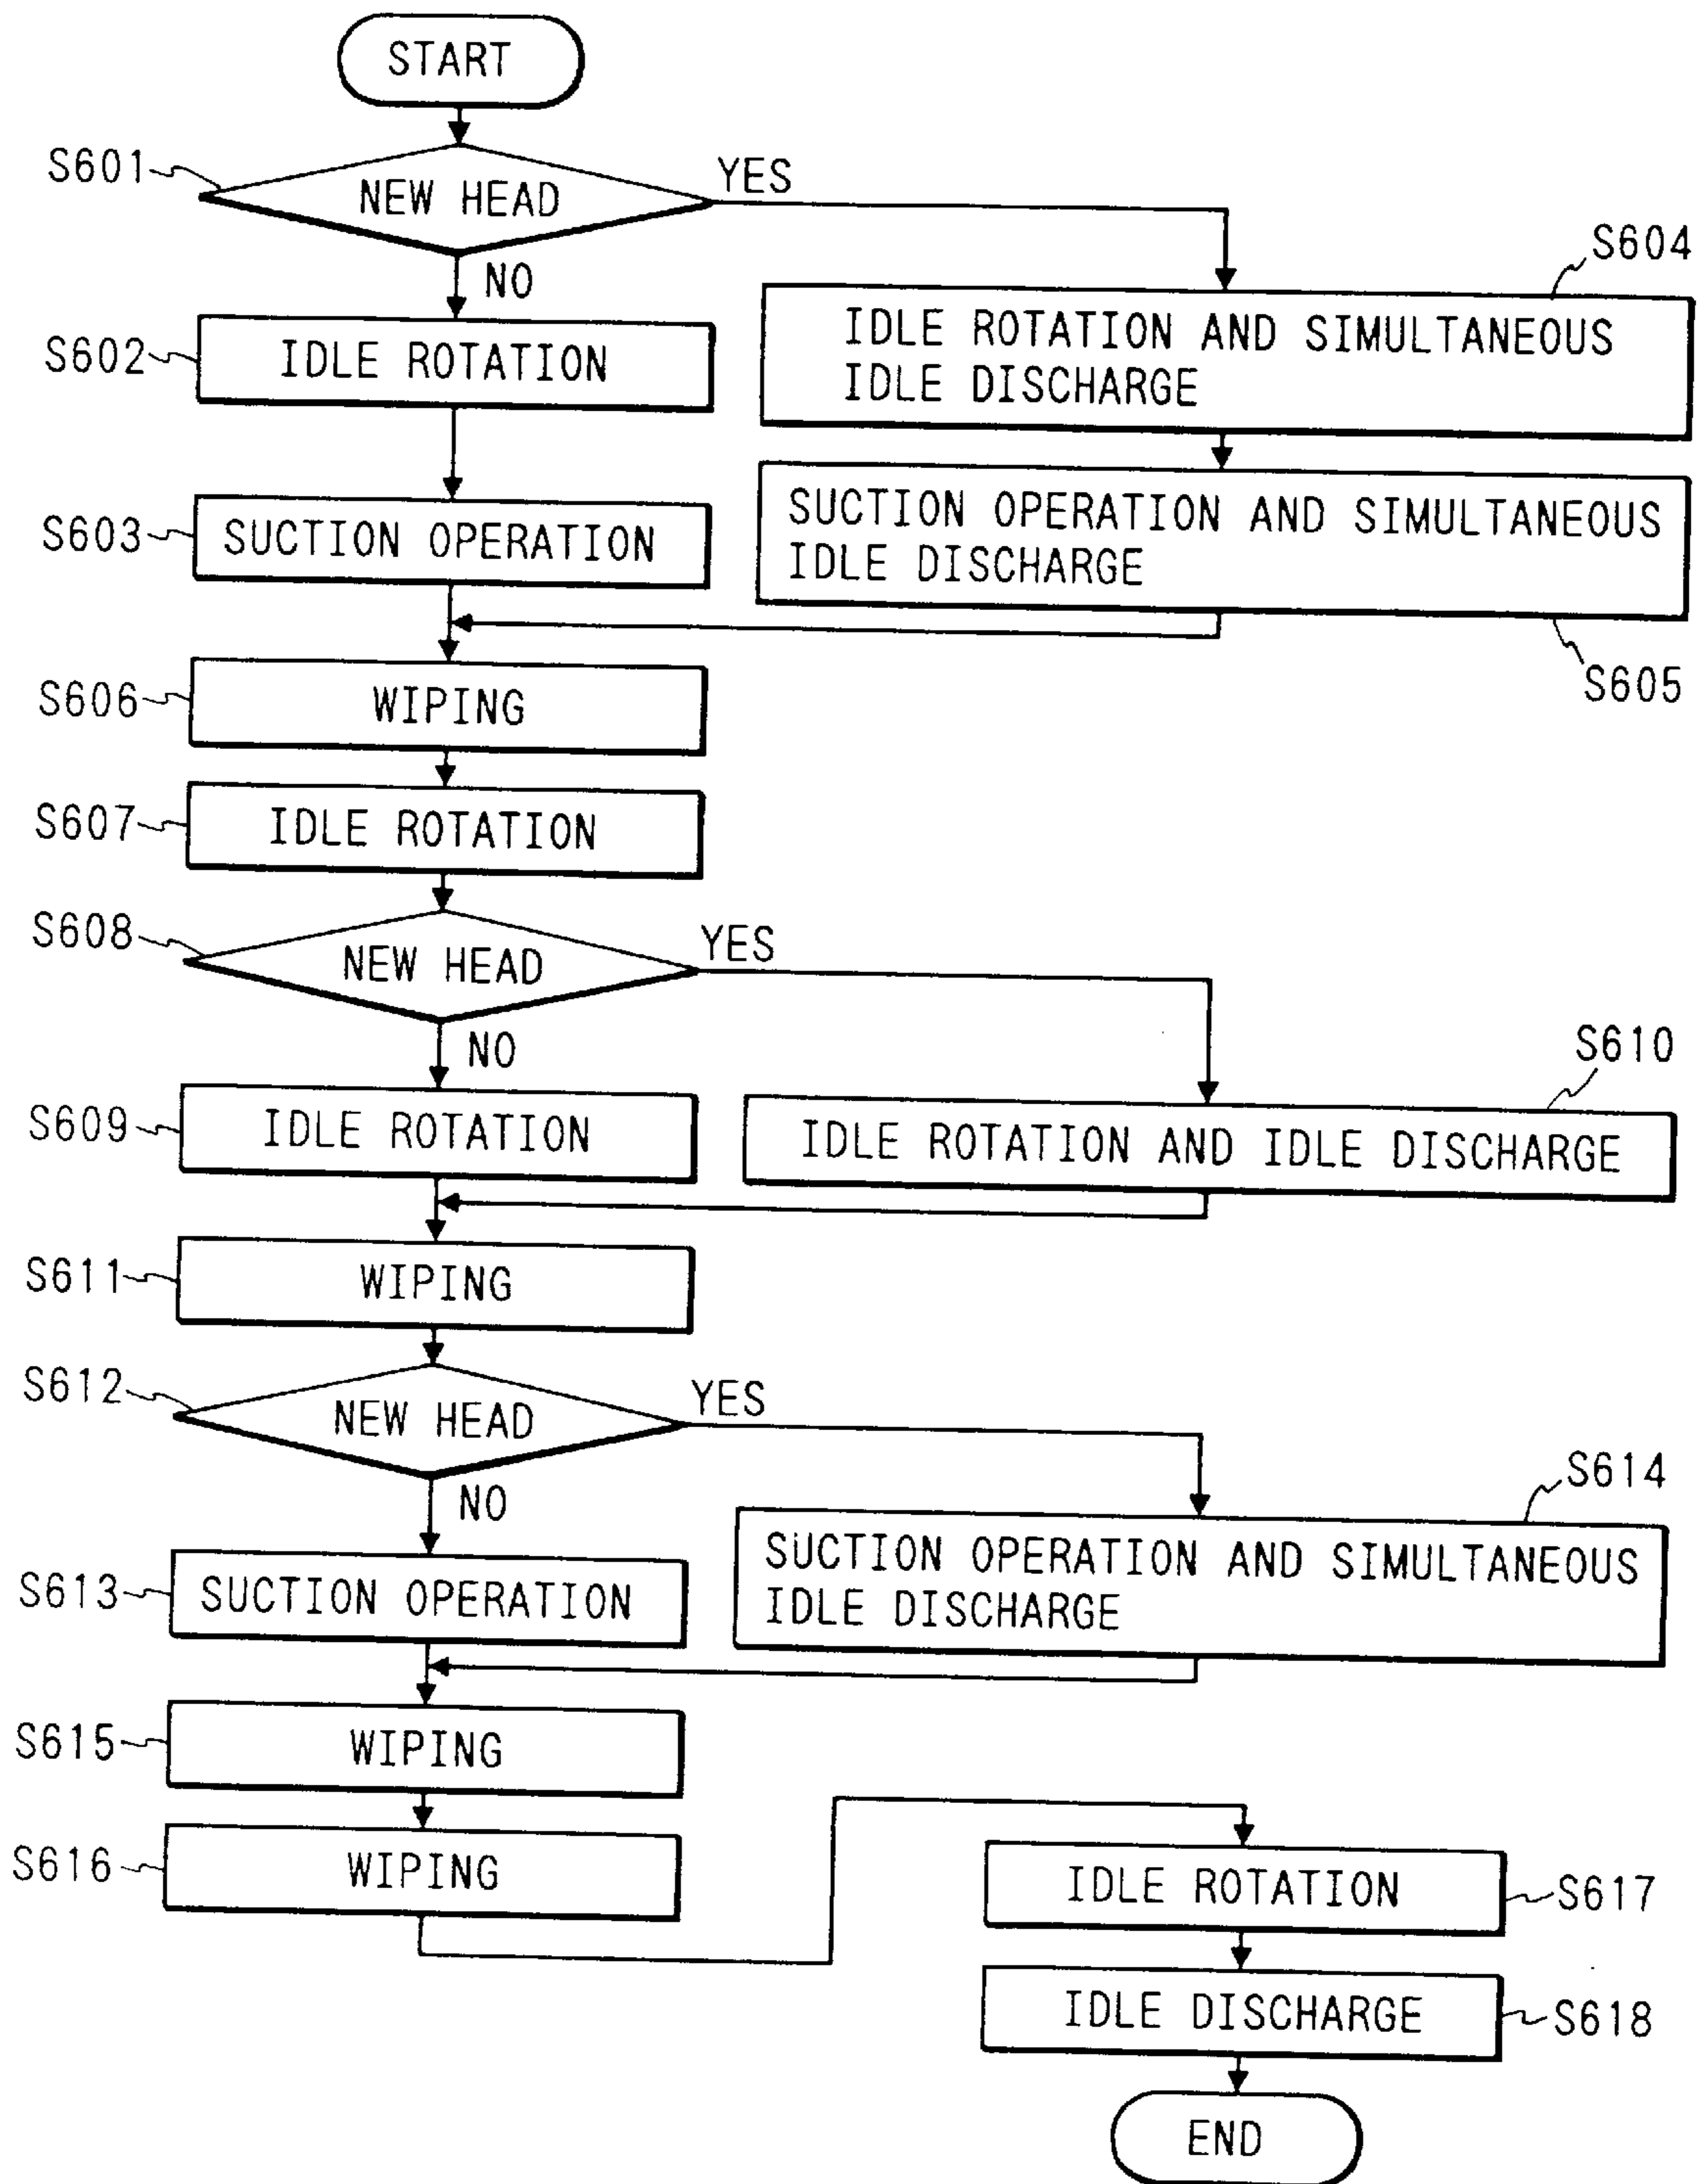 START
S601
NEW HEAD
YES
NO
S604
IDLE ROTATION AND SIMULTANEOUS
IDLE DISCHARGE
S602
IDLE ROTATION
S603
SUCTION OPERATION
SUCTION OPERATION AND SIMULTANEOUS
IDLE DISCHARGE
S605
S606
WIPING
S607
IDLE ROTATION
S608
NEW HEAD
YES
NO
S610
S609
IDLE ROTATION
IDLE ROTATION AND IDLE DISCHARGE
S611
WIPING
S612
NEW HEAD
YES
NO
S614
SUCTION OPERATION AND SIMULTANEOUS
IDLE DISCHARGE
S613
SUCTION OPERATION
S615
WIPING
S616
WIPING
IDLE ROTATION
S617
IDLE DISCHARGE
S618
END